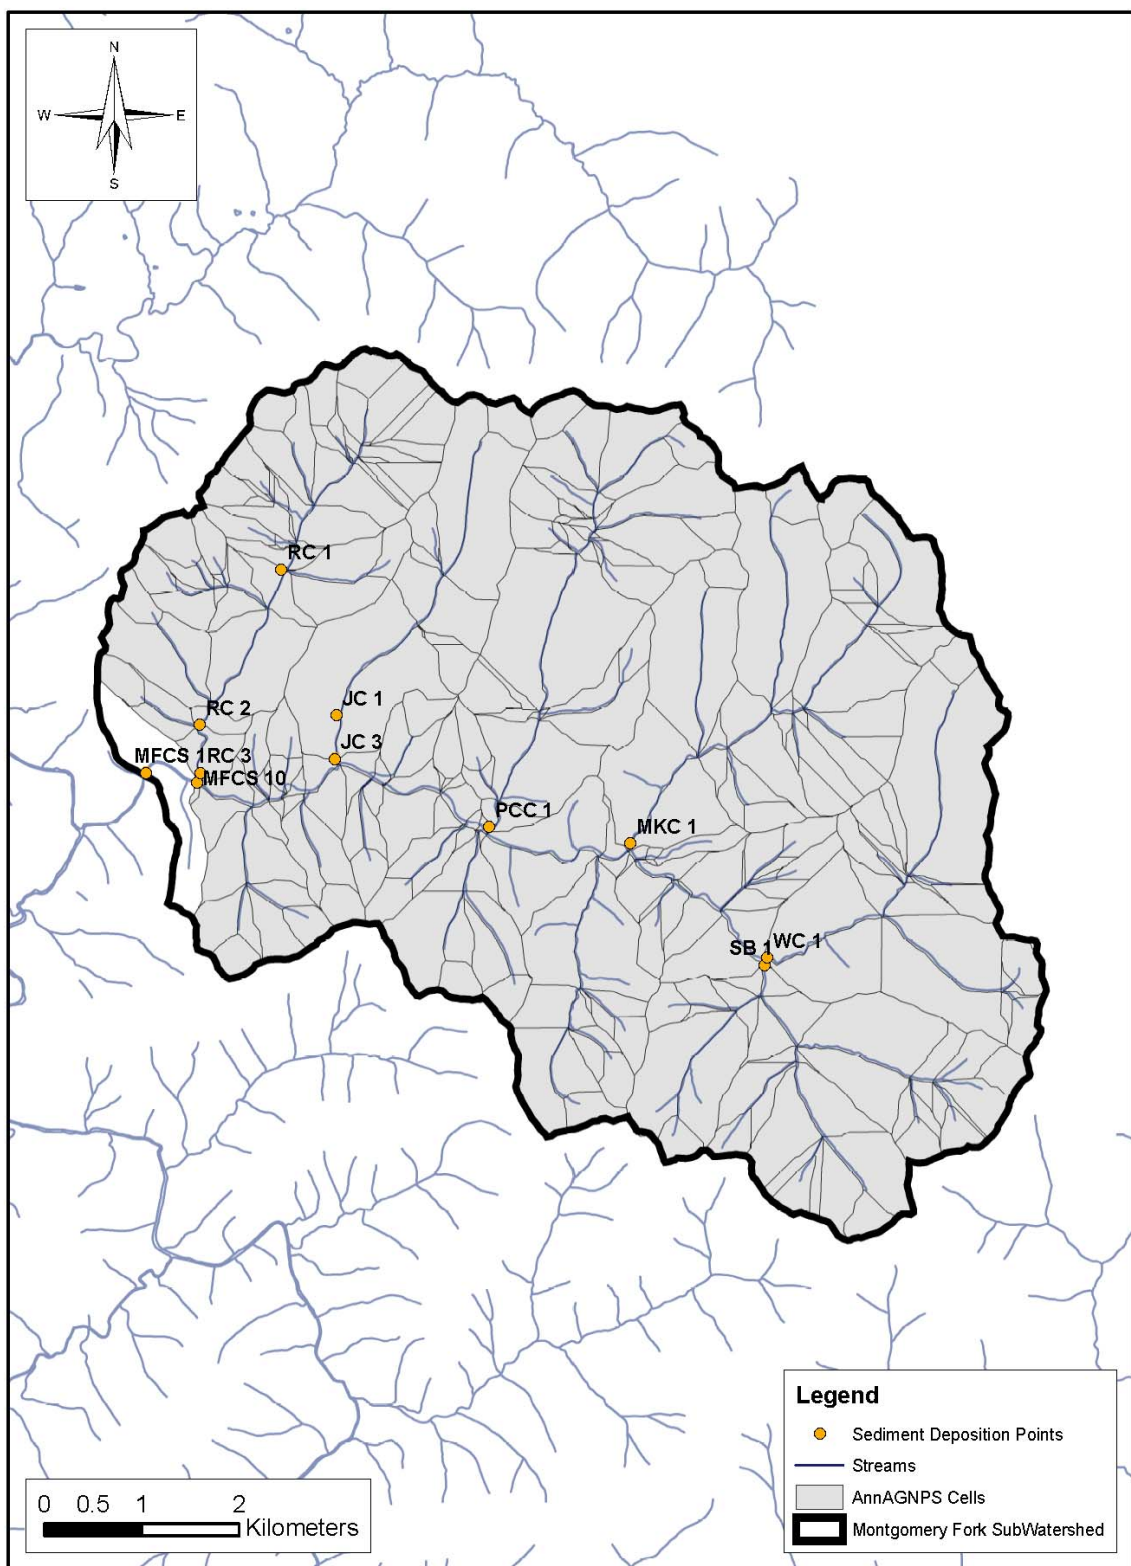 N
W E
S
RC 1
RC 2
JC 1
JC 3
MFCS 1 RC 3
MFCS 10
PCC 1
MKC 1
SB 1 WC 1
Legend
Sediment Deposition Points
Streams
AnnAGNPS Cells
Montgomery Fork SubWatershed
0 0.5 1 2
Kilometers